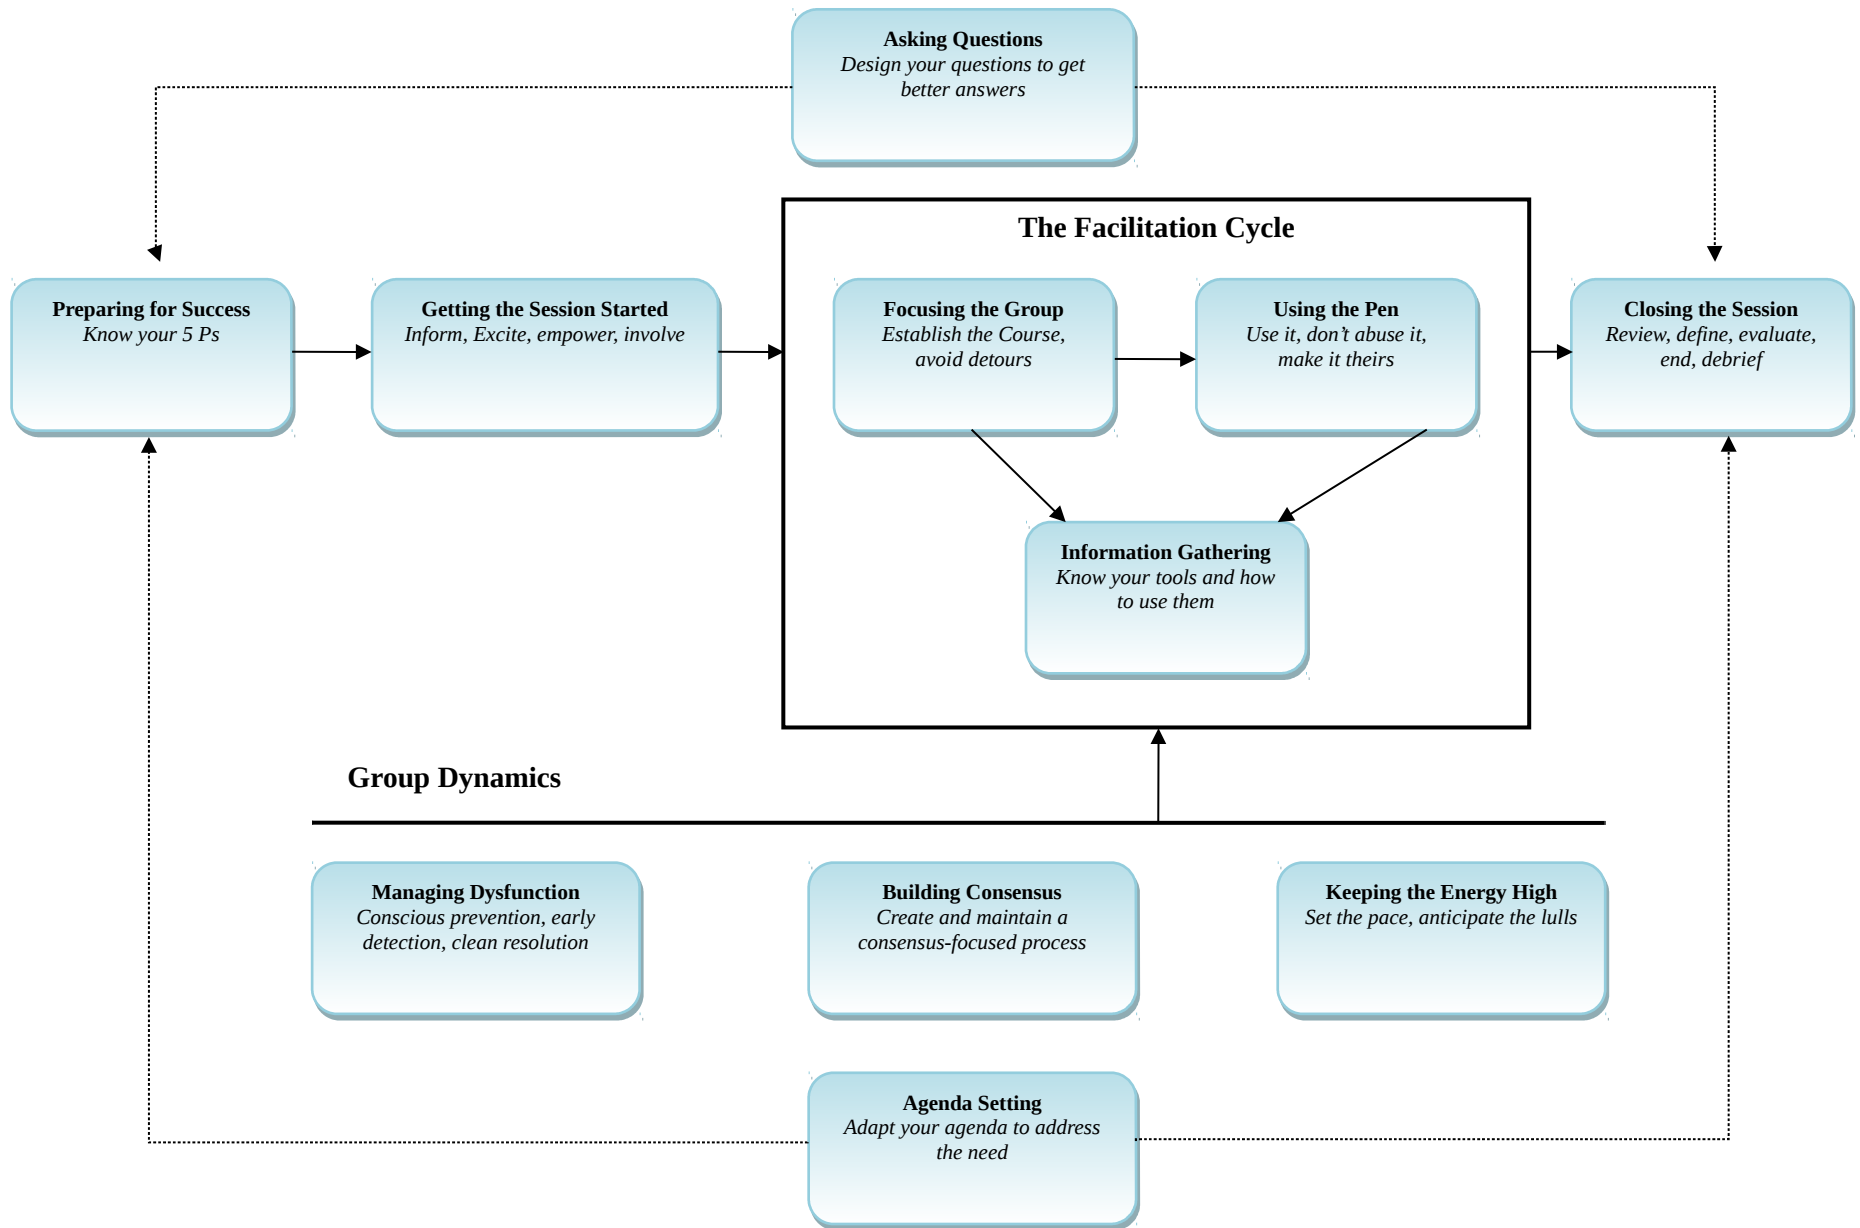 Asking Questions
Design your questions to get
better answers
The Facilitation Cycle
Preparing for Success
Know your 5 Ps
Getting the Session Started
Inform, Excite, empower, involve
Focusing the Group
Establish the Course,
avoid detours
Using the Pen
Use it, don’t abuse it,
make it theirs
Closing the Session
Review, define, evaluate,
end, debrief
Information Gathering
Know your tools and how
to use them
Group Dynamics
Managing Dysfunction
Conscious prevention, early
detection, clean resolution
Building Consensus
Create and maintain a
consensus-focused process
Keeping the Energy High
Set the pace, anticipate the lulls
Agenda Setting
Adapt your agenda to address
the need